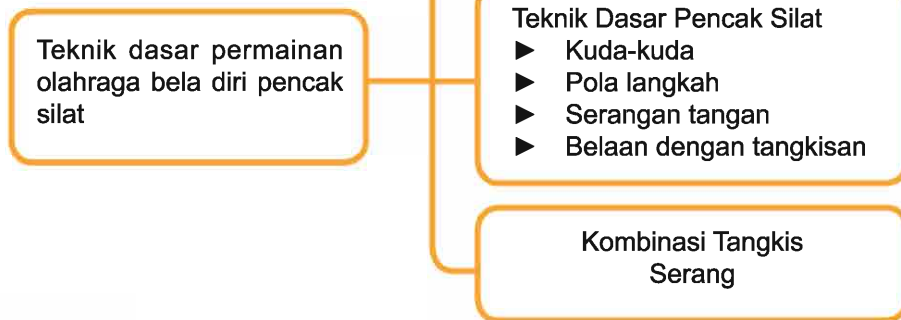 Teknik dasar permainan
olahraga bela diri pencak
silat
Teknik Dasar Pencak Silat
► Kuda-kuda
► Pola langkah
► Serangan tangan
► Belaan dengan tangkisan
Kombinasi Tangkis
Serang